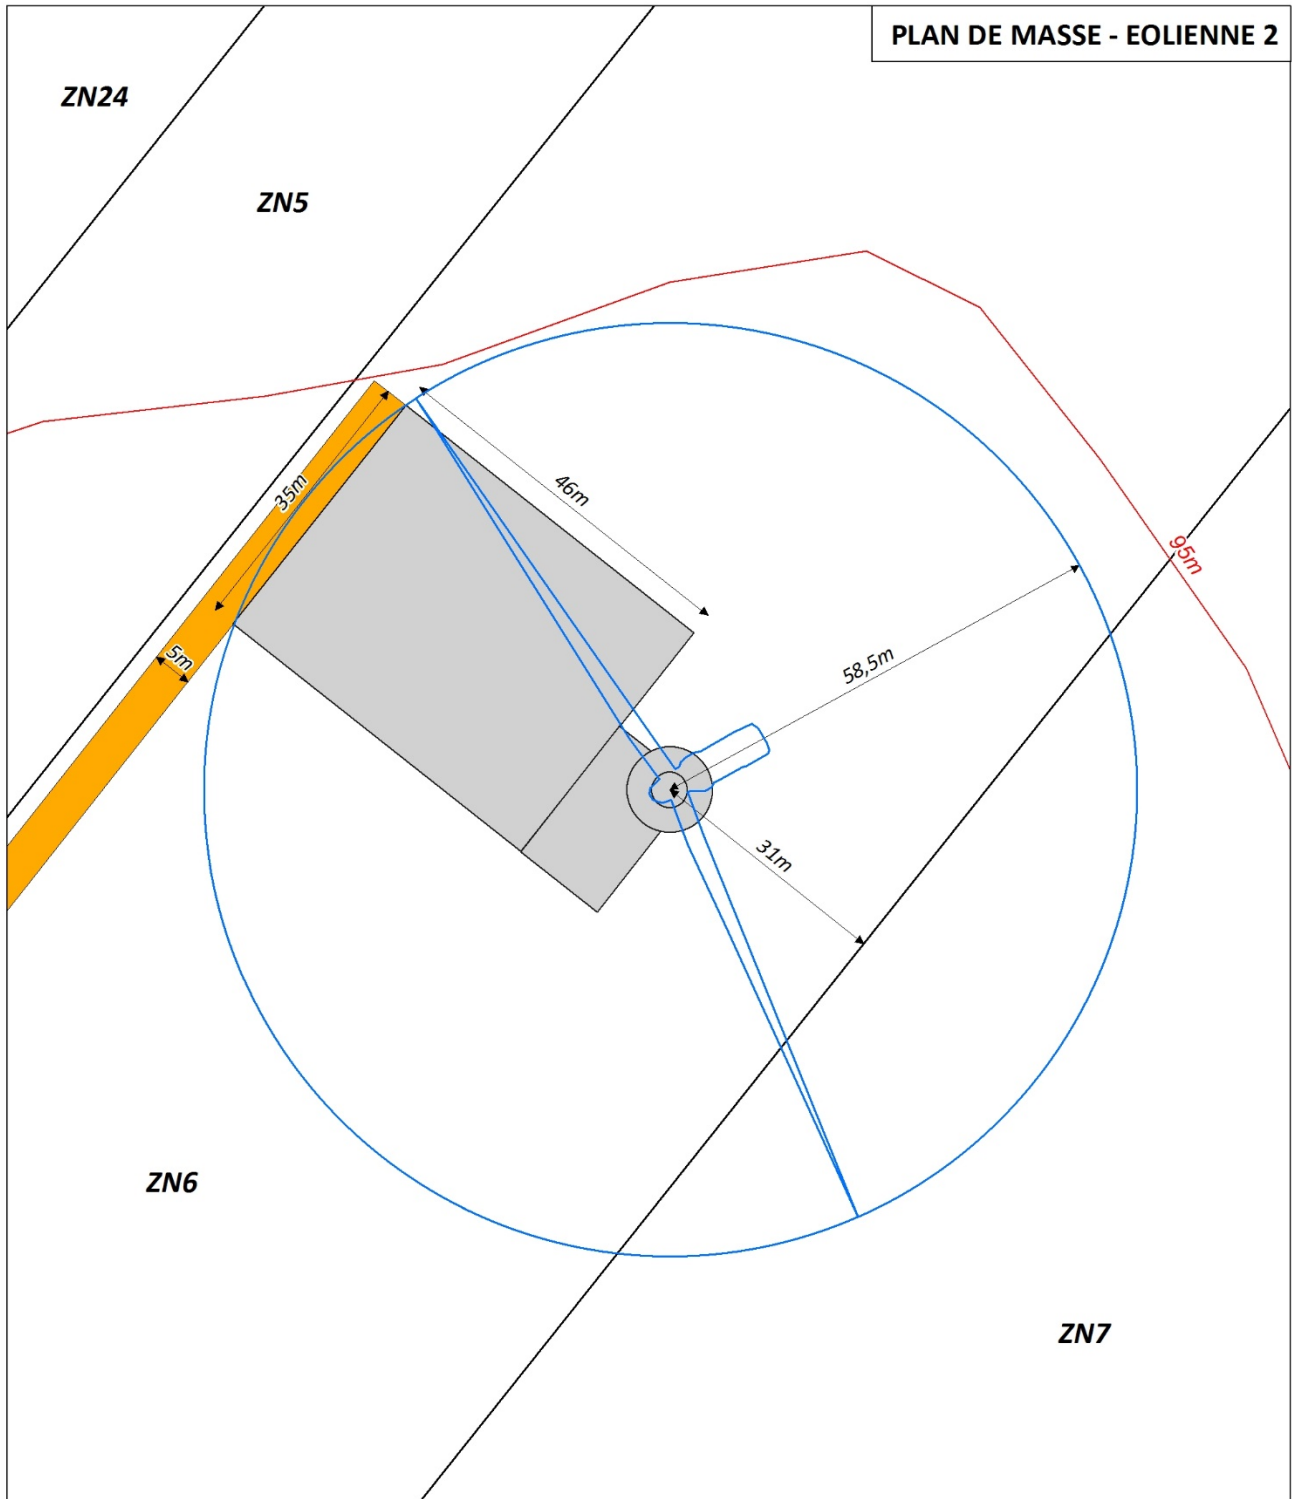 PLAN DE MASSE - EOLIENNE 2
ZN24
ZN5
46m
35m
95m
5m
58,5m
31m
ZN6
ZN7